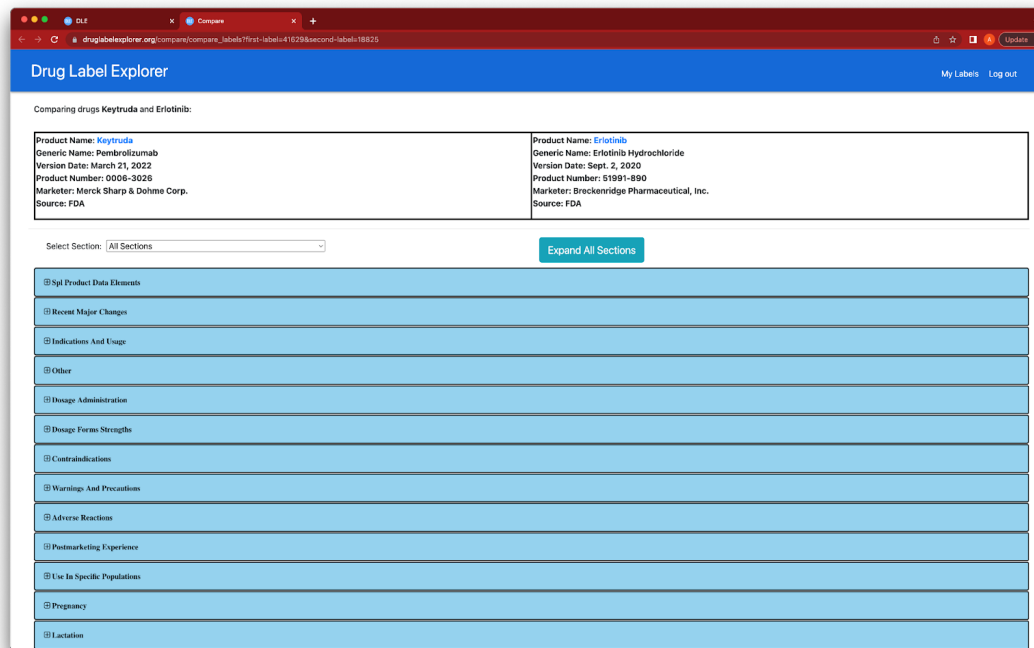 DLE
Compare
druglabelexplorer.org/compare/compare_labels?first-label=41629&second-label=18825
A
Update
Drug Label Explorer
My Labels Log out
Comparing drugs Keytruda and Erlotinib:
Product Name: Keytruda
Generic Name: Pembrolizumab
Version Date: March 21, 2022
Product Number: 0006-3026
Marketer: Merck Sharp & Dohme Corp.
Source: FDA
Product Name: Erlotinib
Generic Name: Erlotinib Hydrochloride
Version Date: Sept. 2, 2020
Product Number: 51991-890
Marketer: Breckenridge Pharmaceutical, Inc.
Source: FDA
Select Section: All Sections
Expand All Sections
Spl Product Data Elements
Recent Major Changes
Indications And Usage
Other
Dosage Administration
Dosage Forms Strengths
Contraindications
Warnings And Precautions
Adverse Reactions
Postmarketing Experience
Use In Specific Populations
Pregnancy
Lactation